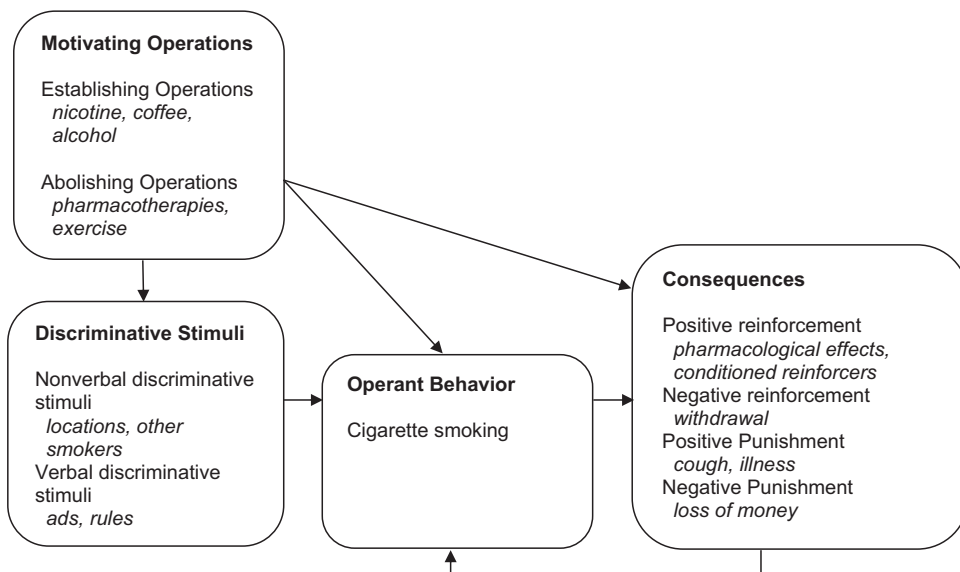 Motivating Operations
Establishing Operations
nicotine, coffee,
alcohol
Abolishing Operations
pharmacotherapies,
exercise
Discriminative Stimuli
Nonverbal discriminative
stimuli
locations, other
smokers
Verbal discriminative
stimuli
ads, rules
Operant Behavior
Cigarette smoking
Consequences
Positive reinforcement
pharmacological effects,
conditioned reinforcers
Negative reinforcement
withdrawal
Positive Punishment
cough, illness
Negative Punishment
loss of money